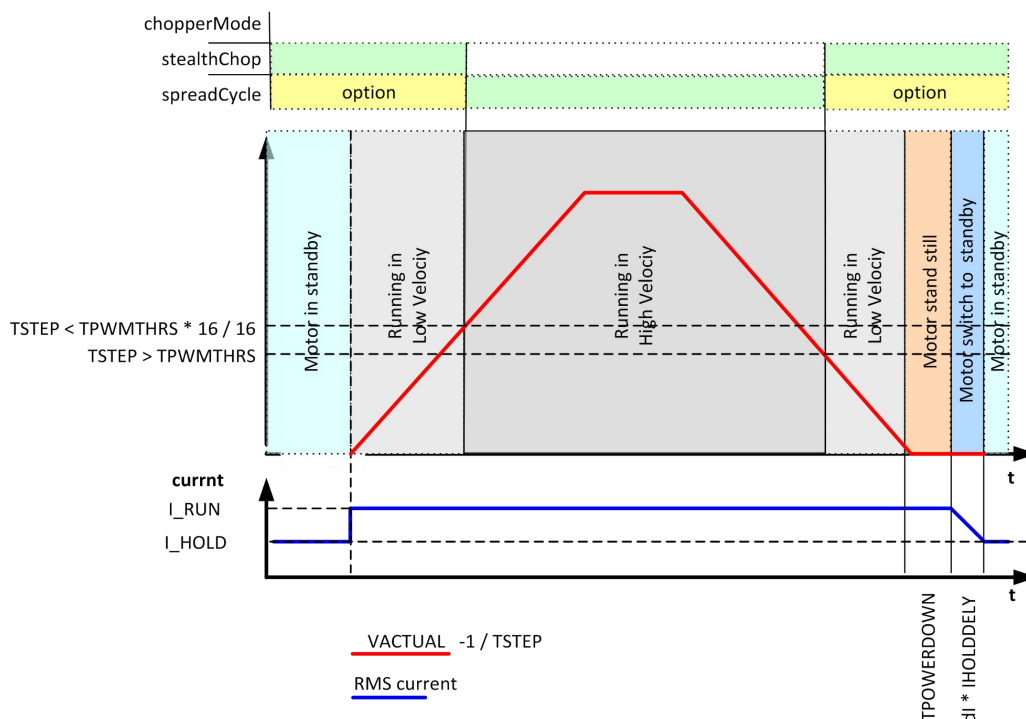 chopperMode
stealthChop
spreadCycle
option
option
Motor in standby
Running in
Low Velociy
Running in
High Velociy
Running in
Low Velociy
Motor stand still
Motor switch to standby
Motor in standby
TSTEP < TPWMTHRS * 16 / 16
TSTEP > TPWMTHRS
t
currnt
I_RUN
I_HOLD
t
TPOWERDOWN
dI * IHOLDDELY
VACTUAL -1 / TSTEP
RMS current